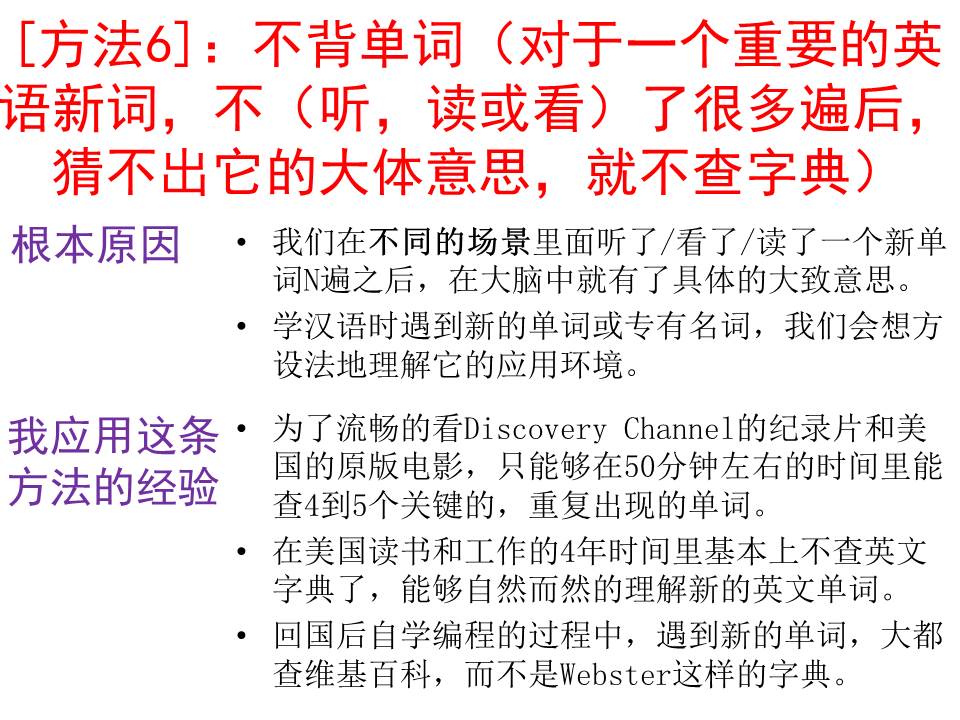 [方法6]：不背单词（对于一个重要的英
语新词，不（听，读或看）了很多遍后，
猜不出它的大体意思，就不查字典）
根本原因
• 我们在不同的场景里面听了/看了/读了一个新单
词N遍之后，在大脑中就有了具体的大致意思。
• 学汉语时遇到新的单词或专有名词，我们会想方
设法地理解它的应用环境。
我应用这条
方法的经验
• 为了流畅的看Discovery Channel的纪录片和美
国的原版电影，只能够在50分钟左右的时间里能
查4到5个关键的，重复出现的单词。
• 在美国读书和工作的4年时间里基本上不查英文
字典了，能够自然而然的理解新的英文单词。
• 回国后自学编程的过程中，遇到新的单词，大都
查维基百科，而不是Webster这样的字典。